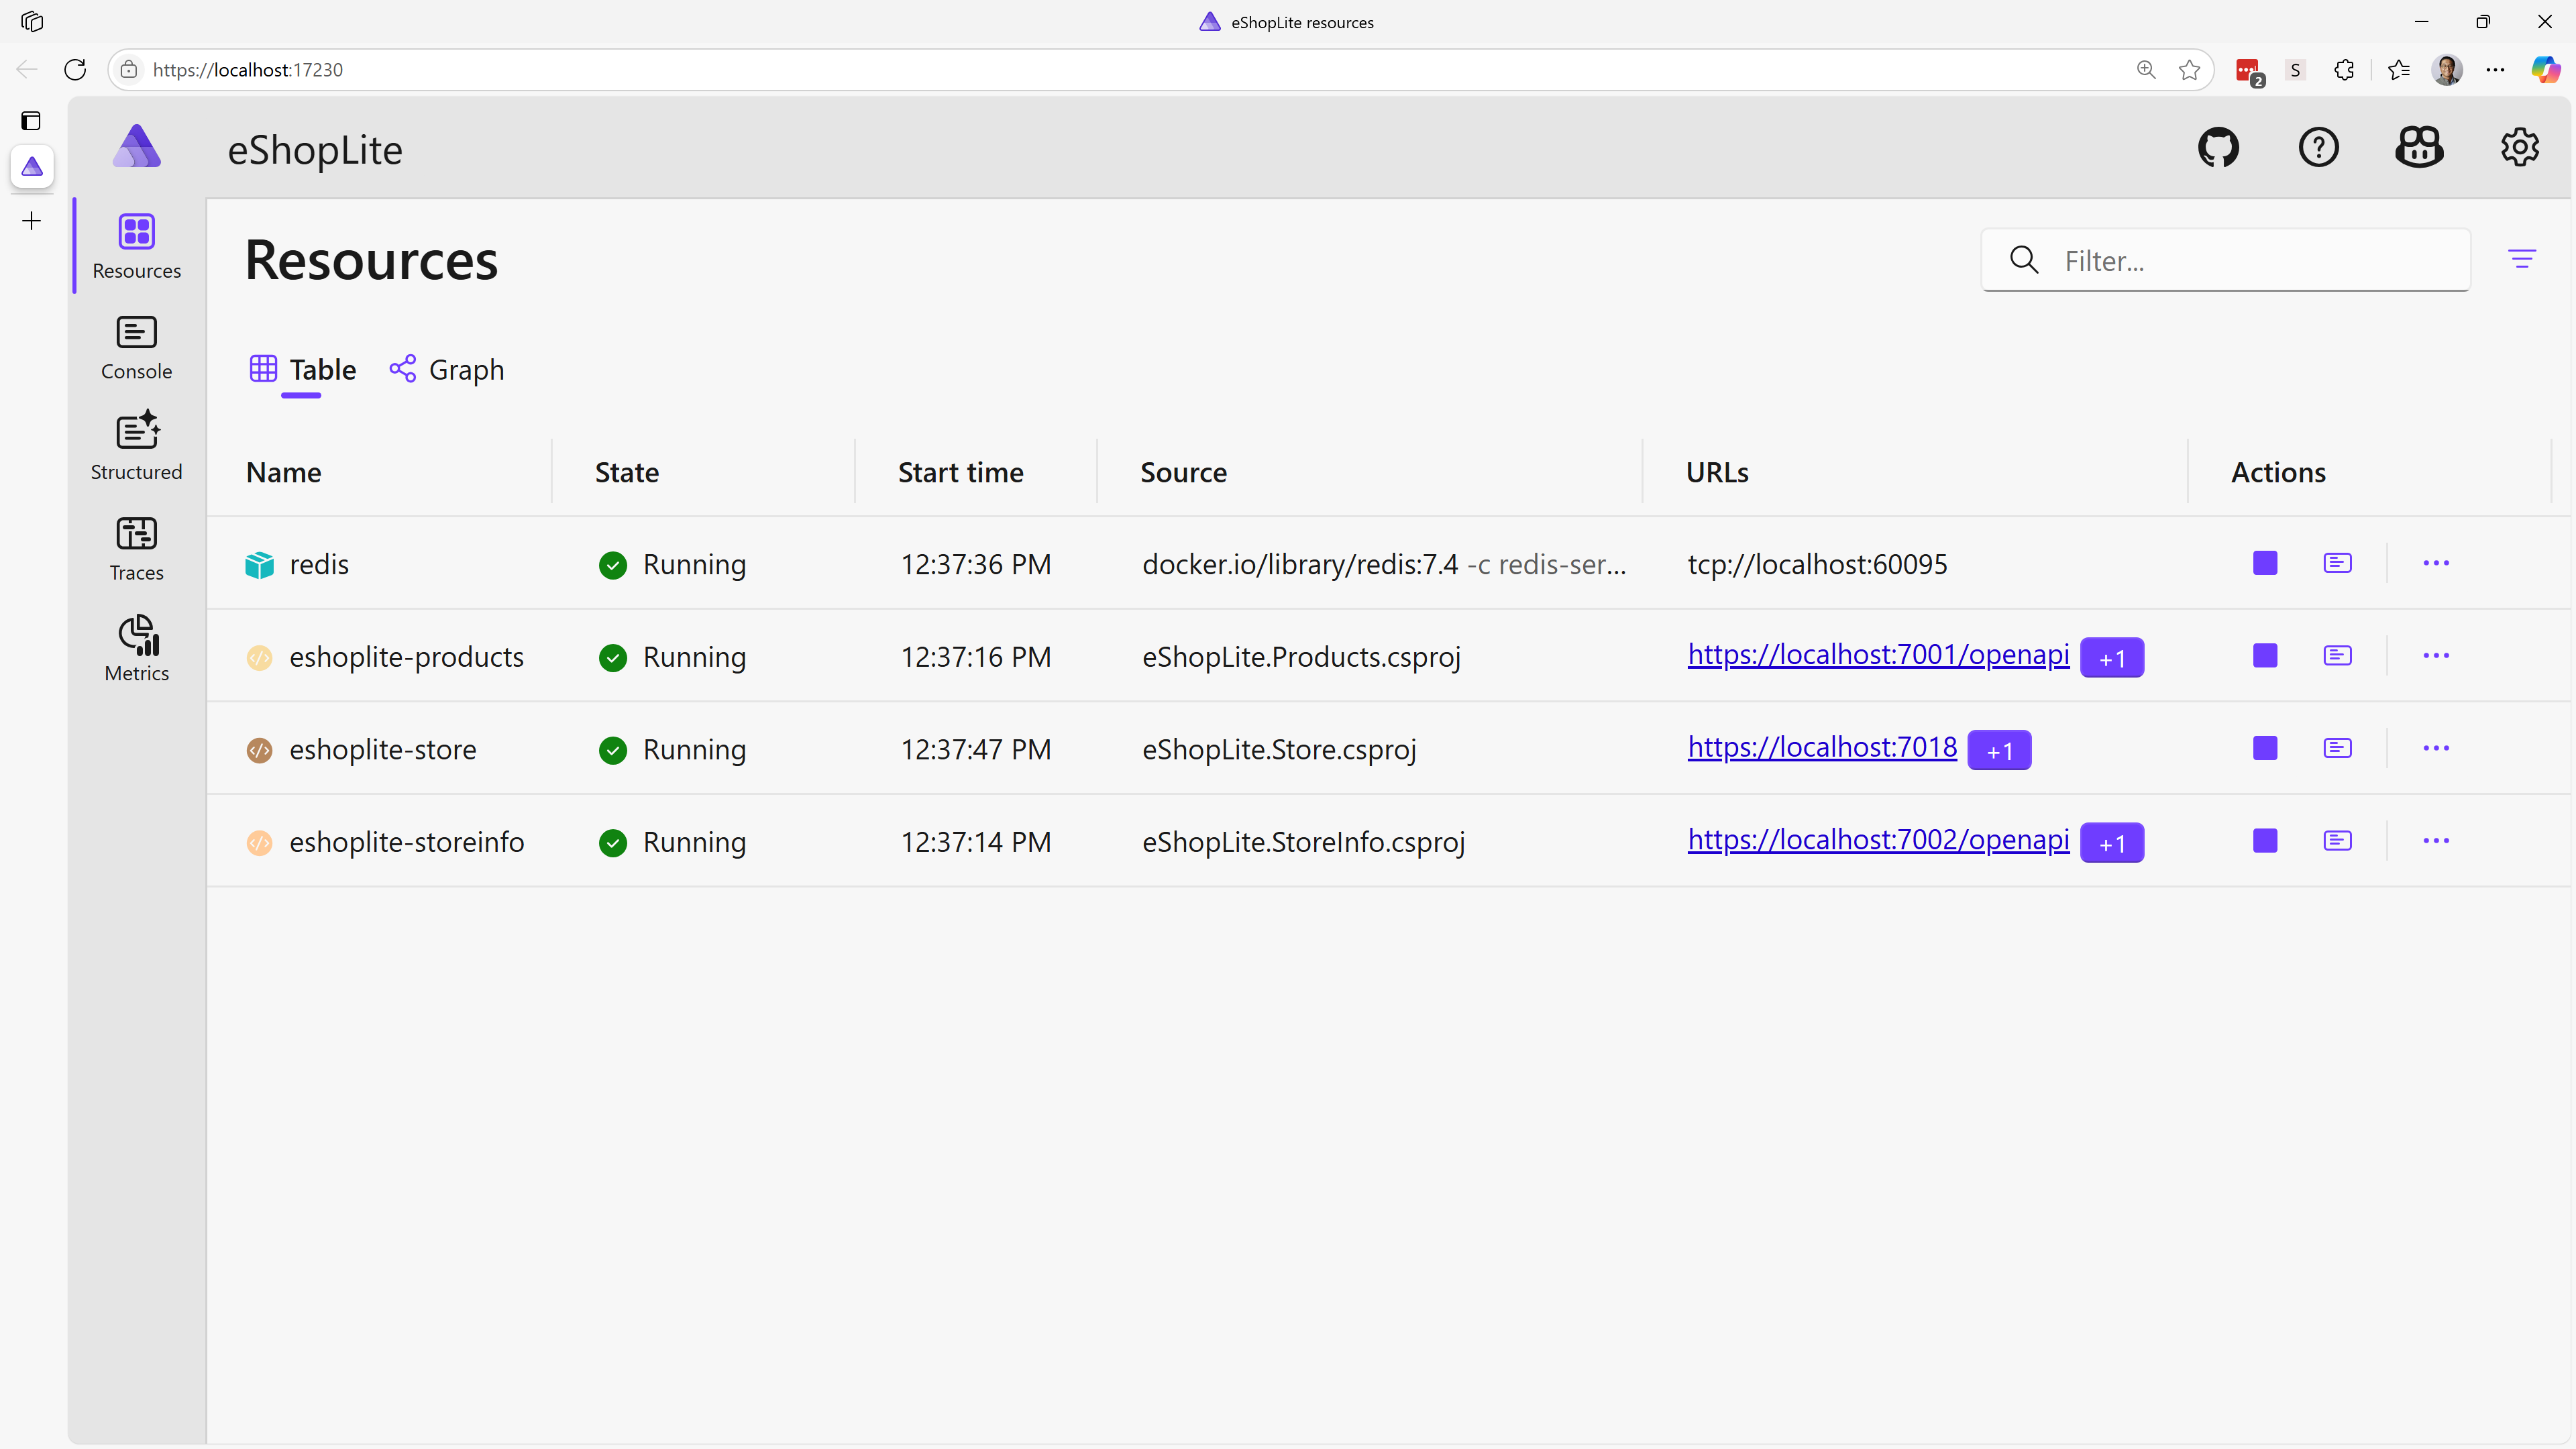 eShopLite resources
https://localhost:17230
2
S
eShopLite
Resources
Console
Structured
Traces
Metrics
Resources
Filter...
Table Graph
Name State Start time Source URLs Actions
redis Running 12:37:36 PM docker.io/library/redis:7.4 -c redis-ser... tcp://localhost:60095
eshoplite-products Running 12:37:16 PM eShopLite.Products.csproj https://localhost:7001/openapi +1
eshoplite-store Running 12:37:47 PM eShopLite.Store.csproj https://localhost:7018 +1
eshoplite-storeinfo Running 12:37:14 PM eShopLite.StoreInfo.csproj https://localhost:7002/openapi +1